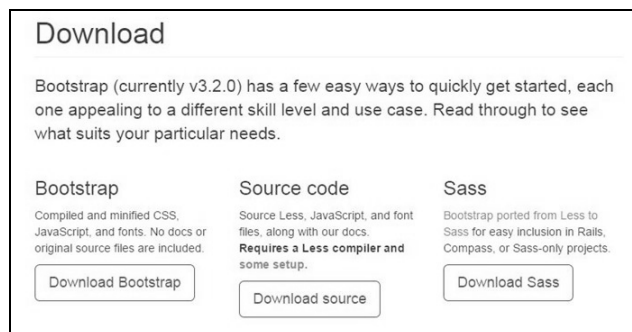 Download
Bootstrap (currently v3.2.0) has a few easy ways to quickly get started, each
one appealing to a different skill level and use case. Read through to see
what suits your particular needs.
Bootstrap
Compiled and minified CSS,
JavaScript, and fonts. No docs or
original source files are included.
Download Bootstrap
Source code
Source Less, JavaScript, and font
files, along with our docs.
Requires a Less compiler and
some setup.
Download source
Sass
Bootstrap ported from Less to
Sass for easy inclusion in Rails,
Compass, or Sass-only projects.
Download Sass